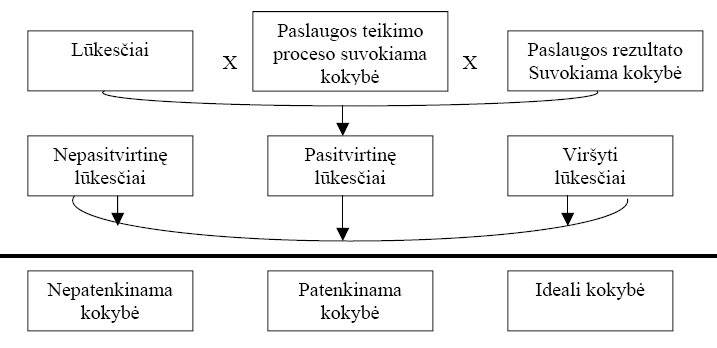 Lūkesčiai
X
Paslaugos teikimo
proceso suvokiama
kokybė
X
Paslaugos rezultato
Suvokiama kokybė
Nepasitvirtinę
lūkesčiai
Pasitvirtinę
lūkesčiai
Viršyti
lūkesčiai
Nepatenkinama
kokybė
Patenkinama
kokybė
Ideali kokybė